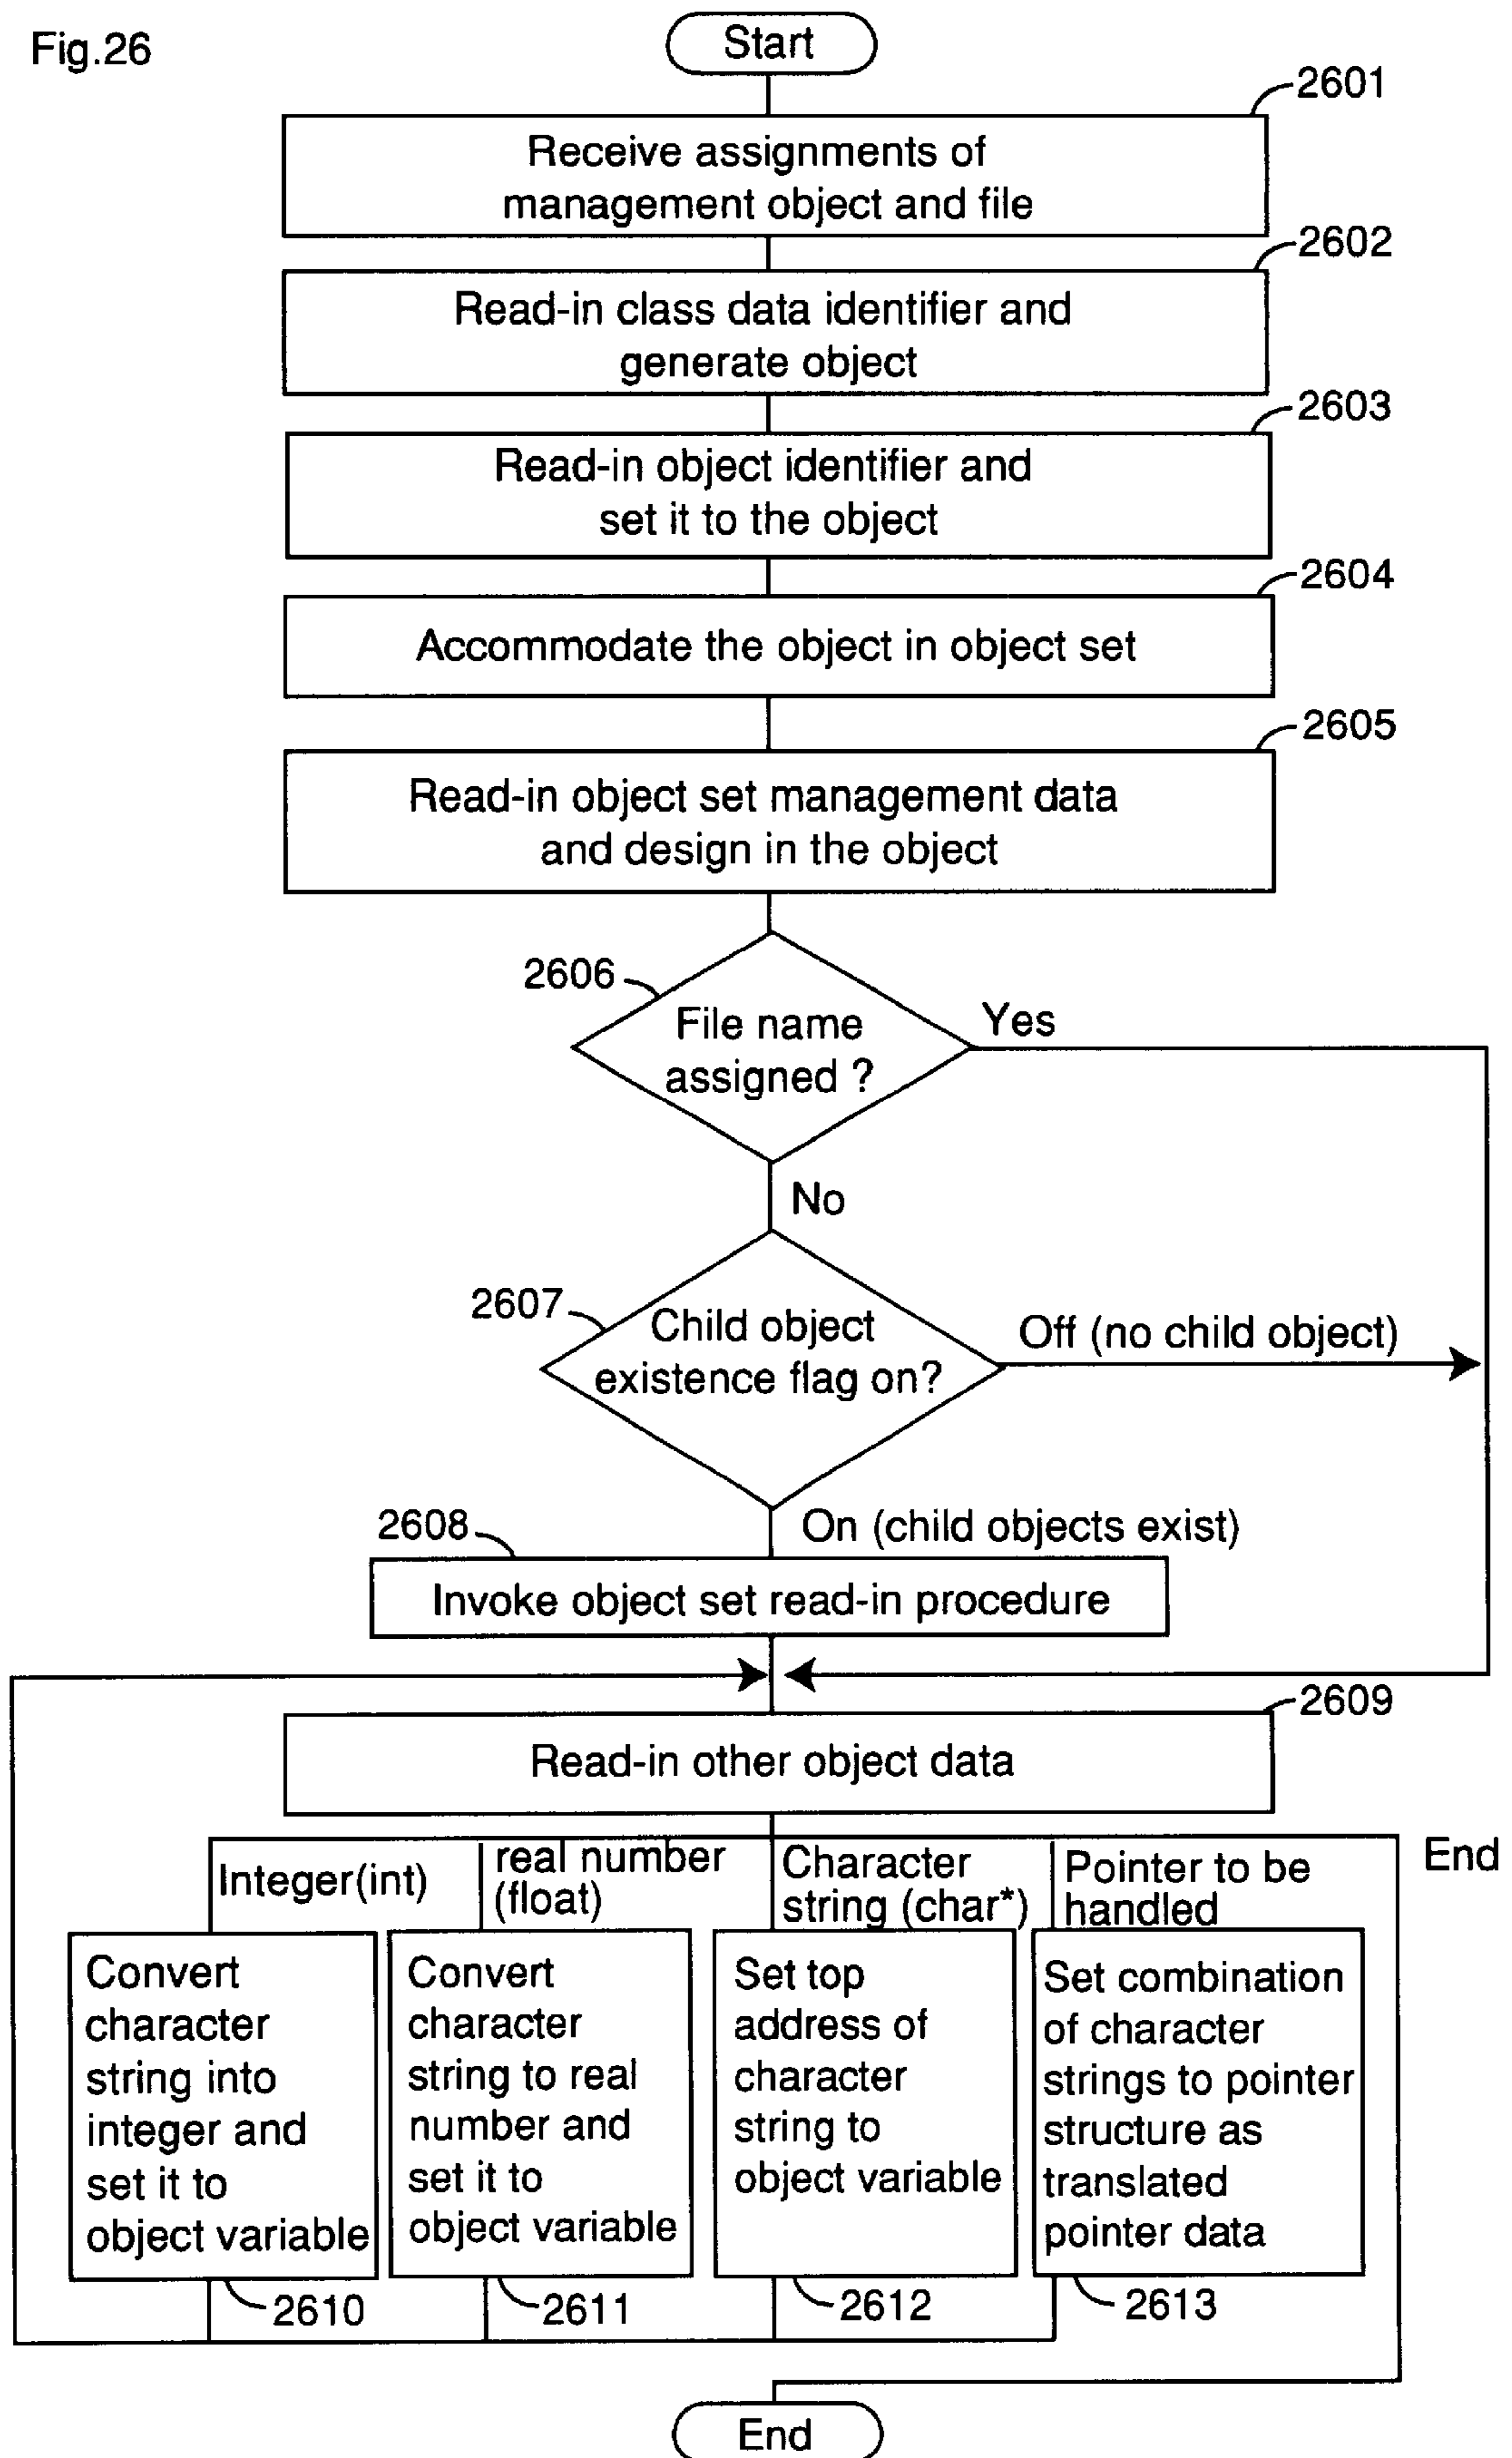 Fig.26
Start
2601
Receive assignments of
management object and file
2602
Read-in class data identifier and
generate object
2603
Read-in object identifier and
set it to the object
2604
Accommodate the object in object set
2605
Read-in object set management data
and design in the object
2606
File name
assigned ?
Yes
No
2607
Child object
existence flag on?
Off (no child object)
On (child objects exist)
2608
Invoke object set read-in procedure
2609
Read-in other object data
Integer(int)
real number
(float)
Character
string (char*)
Pointer to be
handled
End
Convert
character
string into
integer and
set it to
object variable
2610
Convert
character
string to real
number and
set it to
object variable
2611
Set top
address of
character
string to
object variable
2612
Set combination
of character
strings to pointer
structure as
translated
pointer data
2613
End